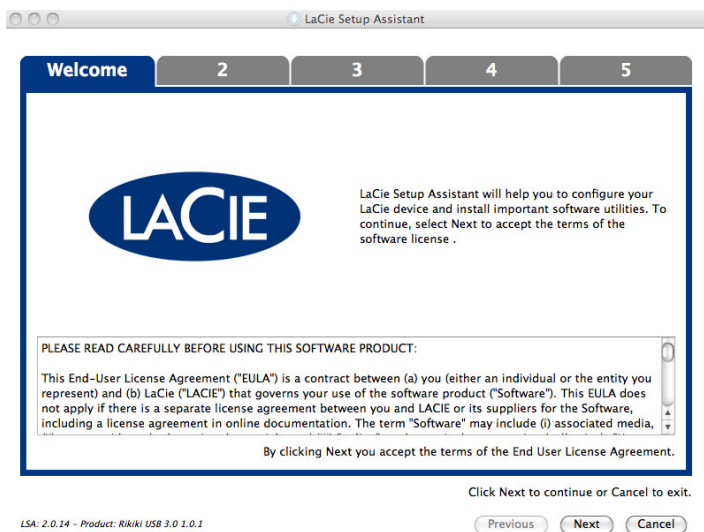 LaCie Setup Assistant
Welcome 2 3 4 5
LACIE
LaCie Setup Assistant will help you to configure your
LaCie device and install important software utilities. To
continue, select Next to accept the terms of the
software license .
PLEASE READ CAREFULLY BEFORE USING THIS SOFTWARE PRODUCT:
This End-User License Agreement ("EULA") is a contract between (a) you (either an individual or the entity you
represent) and (b) LaCie ("LACIE") that governs your use of the software product ("Software"). This EULA does
not apply if there is a separate license agreement between you and LACIE or its suppliers for the Software,
including a license agreement in online documentation. The term "Software" may include (i) associated media,
By clicking Next you accept the terms of the End User License Agreement.
Click Next to continue or Cancel to exit.
LSA: 2.0.14 - Product: Rikiki USB 3.0 1.0.1
Previous Next Cancel